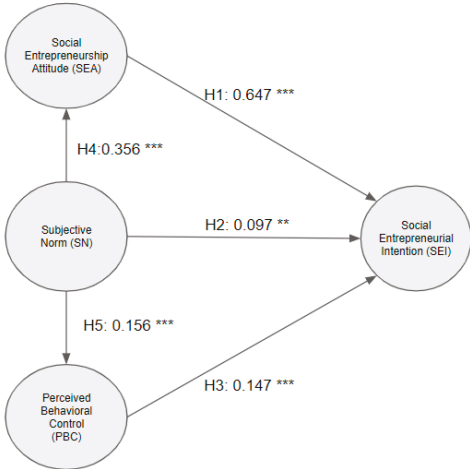 Social
Entrepreneurship
Attitude (SEA)
H1: 0.647 ***
H4:0.356 ***
Subjective
Norm (SN)
H2: 0.097 **
Social
Entrepreneurial
Intention (SEI)
H5: 0.156 ***
H3: 0.147 ***
Perceived
Behavioral
Control
(PBC)